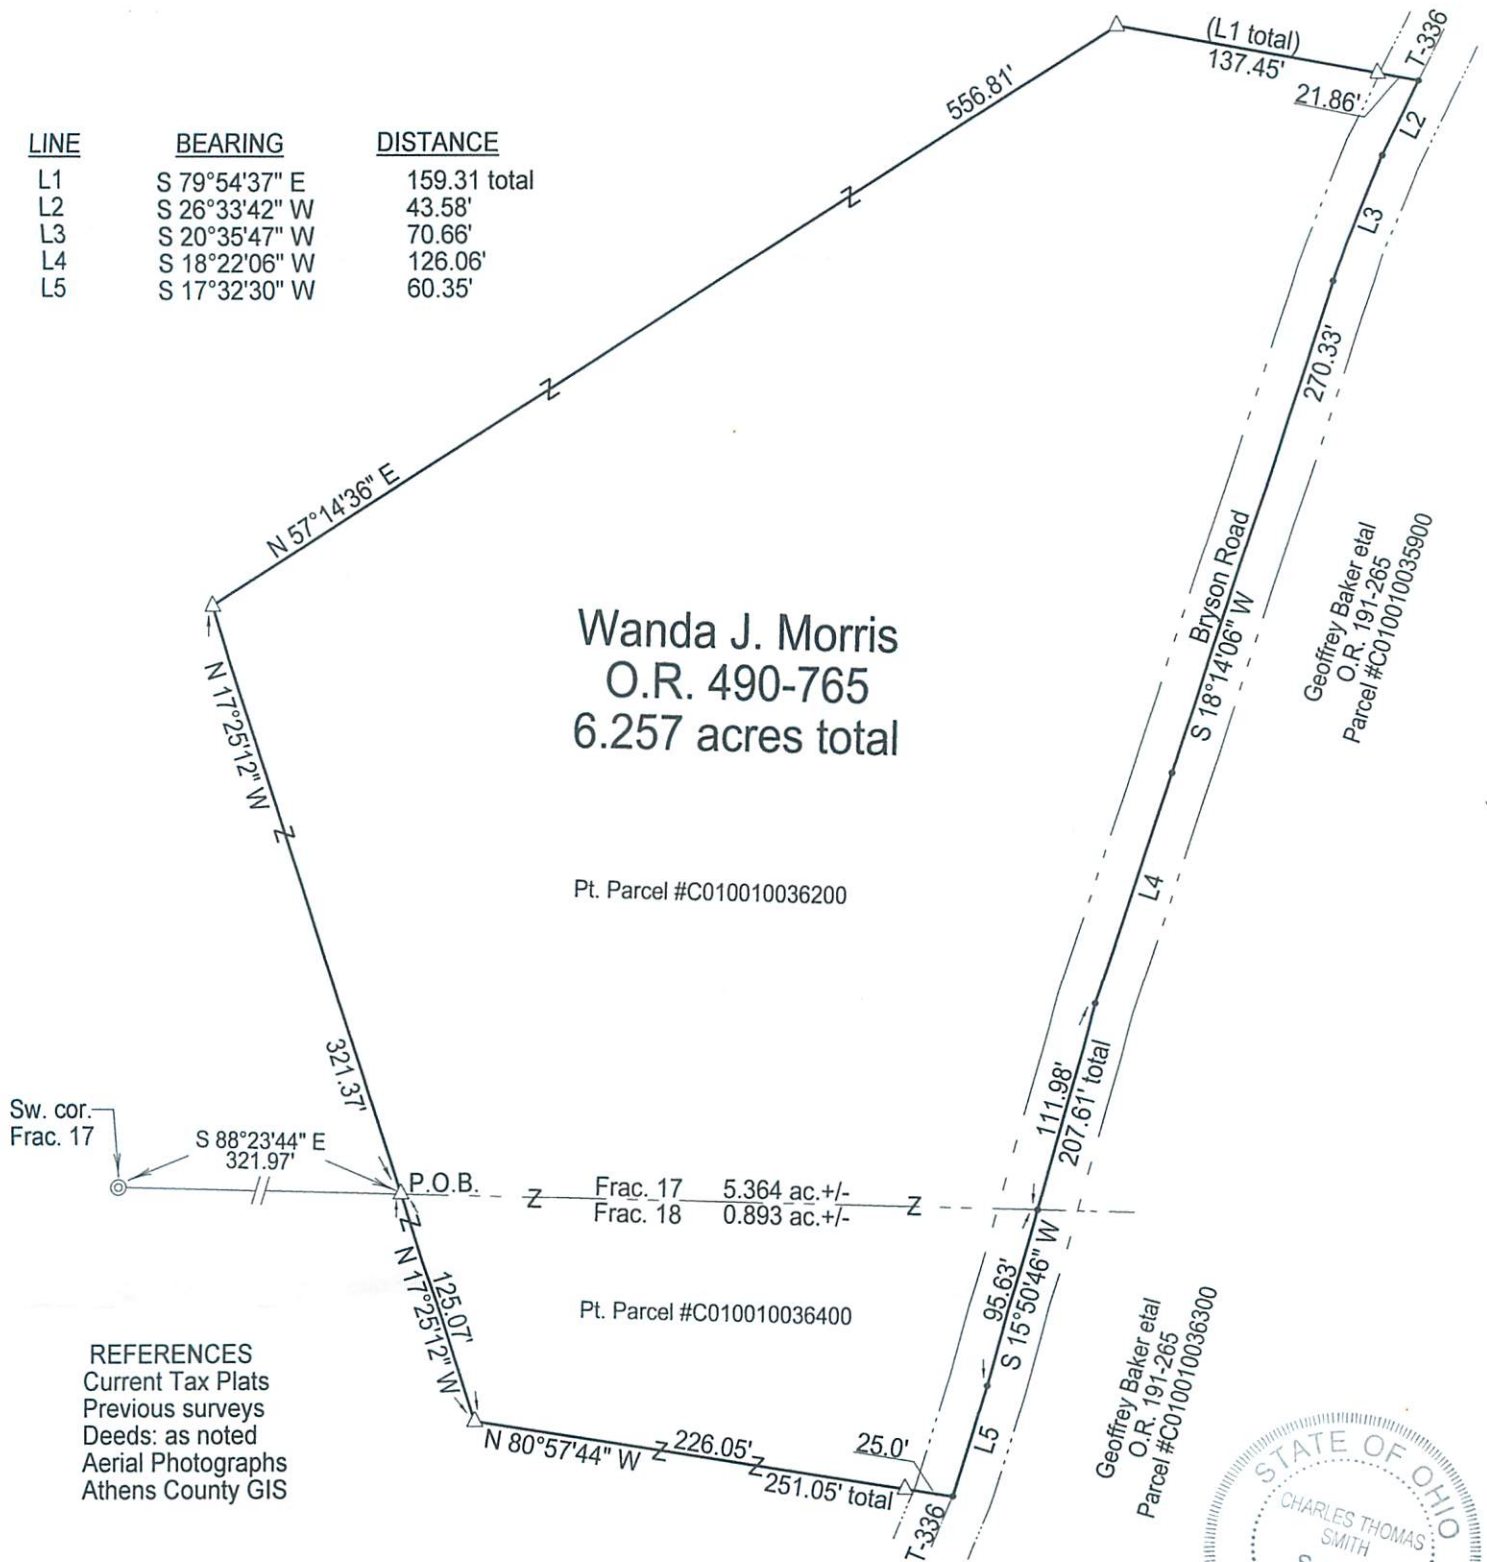 (L1 total)
137.45'
T-336
21.86'
L2
556.81'
LINE BEARING DISTANCE
L1 S 79°54'37" E 159.31 total
L2 S 26°33'42" W 43.58'
L3 S 20°35'47" W 70.66'
L4 S 18°22'06" W 126.06'
L5 S 17°32'30" W 60.35'
L3
270.33'
N 57°14'36" E
Bryson Road
S 18°14'06" W
Geoffrey Baker etal
O.R. 191-265
Parcel #C010010035900
Wanda J. Morris
O.R. 490-765
6.257 acres total
N 17°25'12" W
Pt. Parcel #C010010036200
L4
321.37'
111.98'
207.61' total
Sw. cor.
Frac. 17
S 88°23'44" E
321.97'
P.O.B.
Frac. 17 5.364 ac.+/-
Frac. 18 0.893 ac.+/-
125.07'
N 17°25'12" W
Pt. Parcel #C010010036400
95.63'
S 15°50'46" W
Geoffrey Baker etal
O.R. 191-265
Parcel #C010010036300
REFERENCES
Current Tax Plats
Previous surveys
Deeds: as noted
Aerial Photographs
Athens County GIS
N 80°57'44" W
226.05'
251.05' total
25.0'
L5
T-336
STATE OF OHIO
CHARLES THOMAS
SMITH